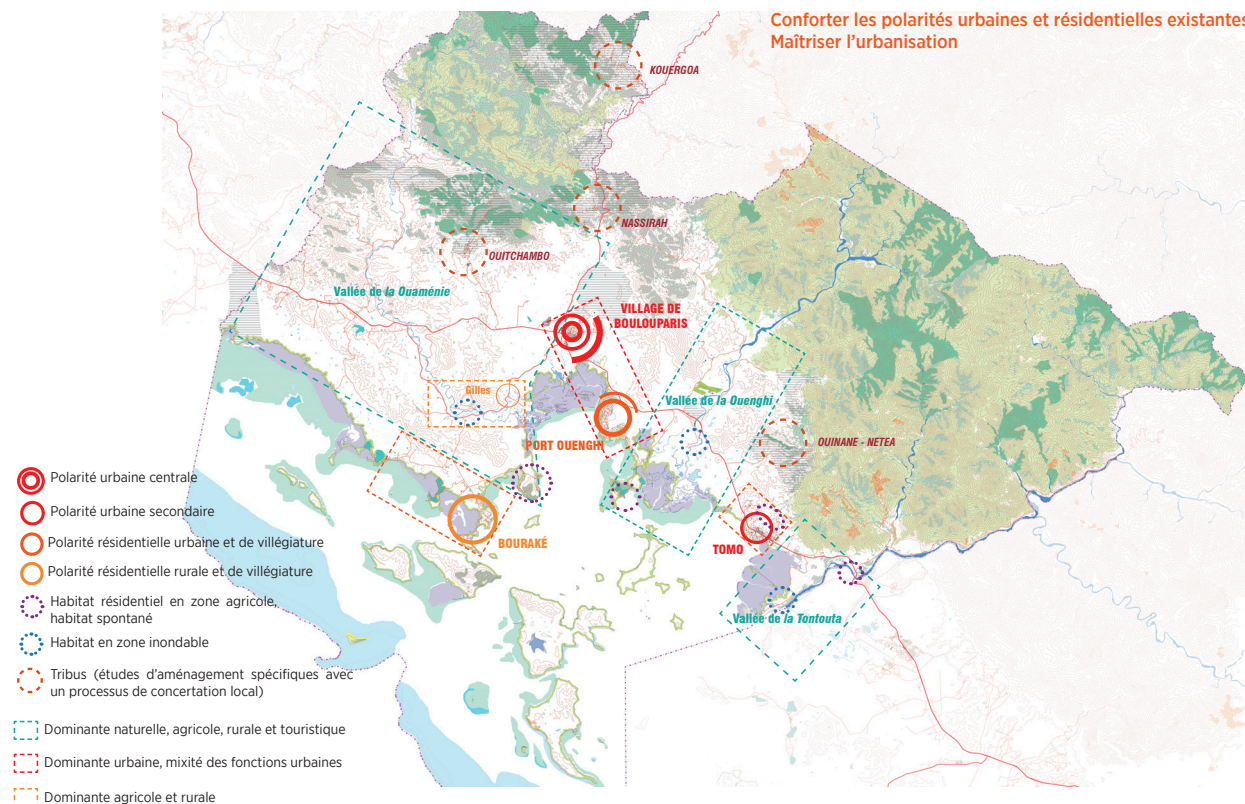 Conforter les polarités urbaines et résidentielles existantes
Maîtriser l'urbanisation
KOUERGOA
NASSIRAH
OUITCHAMBO
Vallée de la Ouaménie
VILLAGE DE
BOULOUPARIS
Gilles
Vallée de la Ouenghi
PORT OUENGHI
OUINANE - NETEA
BOURAKÉ
TOMO
Vallée de la Tontouta
Polarité urbaine centrale
Polarité urbaine secondaire
Polarité résidentielle urbaine et de villégiature
Polarité résidentielle rurale et de villégiature
Habitat résidentiel en zone agricole,
habitat spontané
Habitat en zone inondable
Tribus (études d'aménagement spécifiques avec
un processus de concertation local)
Dominante naturelle, agricole, rurale et touristique
Dominante urbaine, mixité des fonctions urbaines
Dominante agricole et rurale